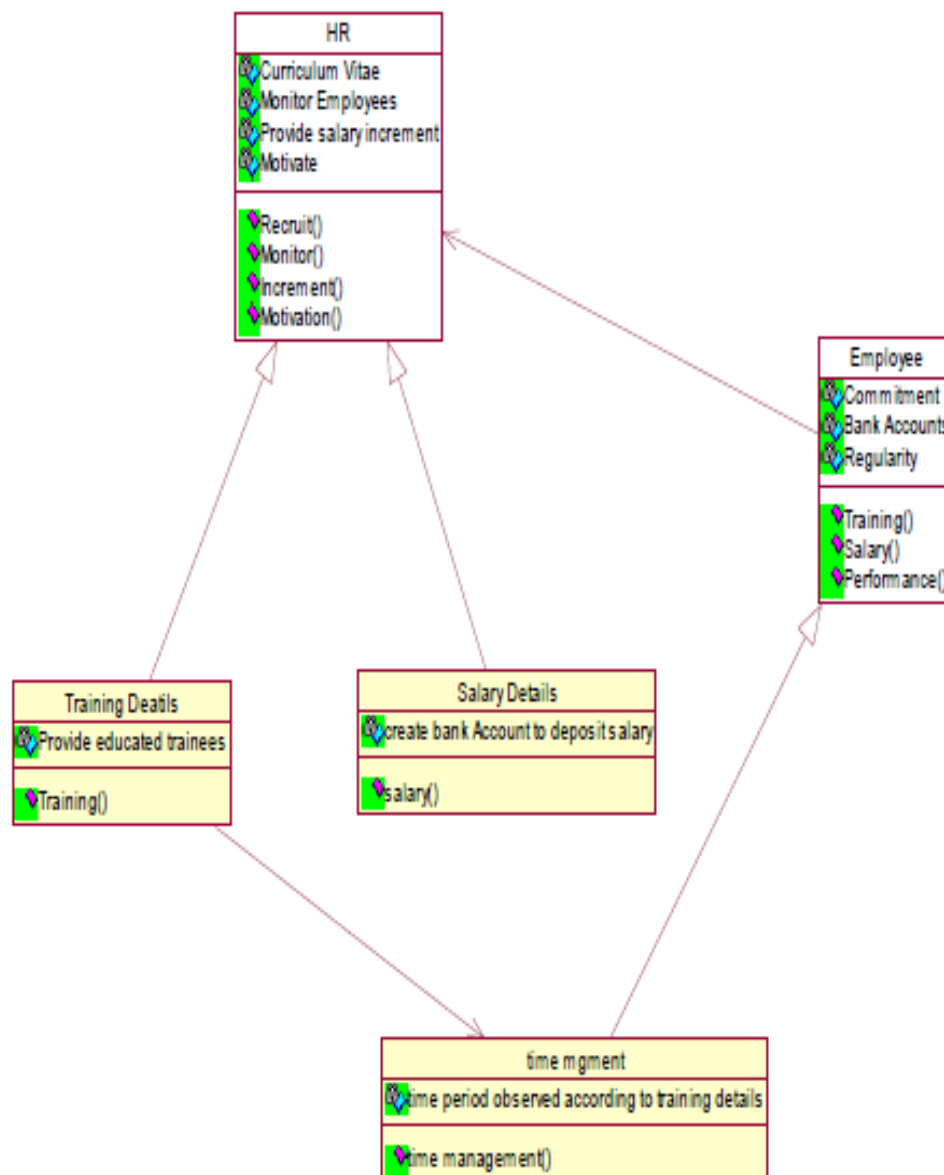 HR
Curriculum Vitae
Monitor Employees
Provide salary increment
Motivate
Recruit()
Monitor()
Increment()
Motivation()
Employee
Commitment
Bank Accounts
Regularity
Training()
Salary()
Performance()
Training Deatils
Provide educated trainees
Training()
Salary Details
create bank Account to deposit salary
salary()
time mgment
time period observed according to training details
time management()